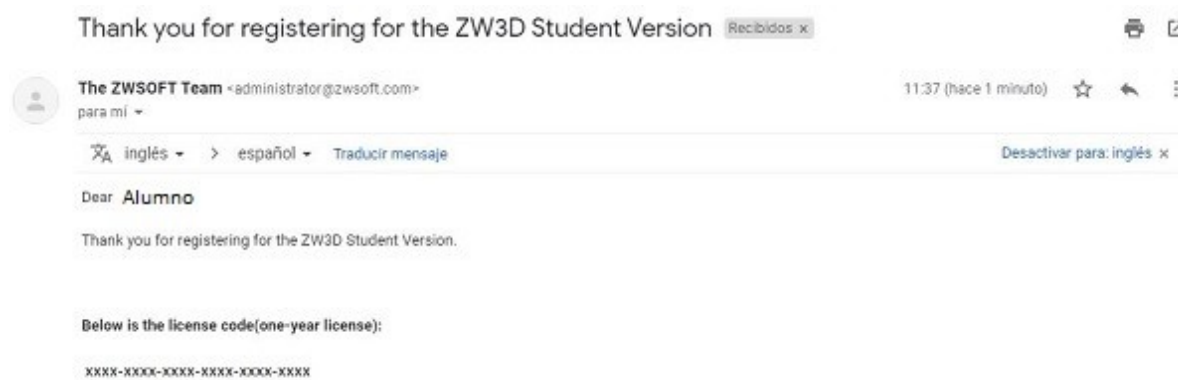 Thank you for registering for the ZW3D Student Version Recibidos x
The ZWSOFT Team <administrator@zwsoft.com> 11:37 (hace 1 minuto)
para mí
inglés > español Traducir mensaje Desactivar para: inglés x
Dear Alumno
Thank you for registering for the ZW3D Student Version.
Below is the license code(one-year license):
xxxx-xxxx-xxxx-xxxx-xxxx-xxxx